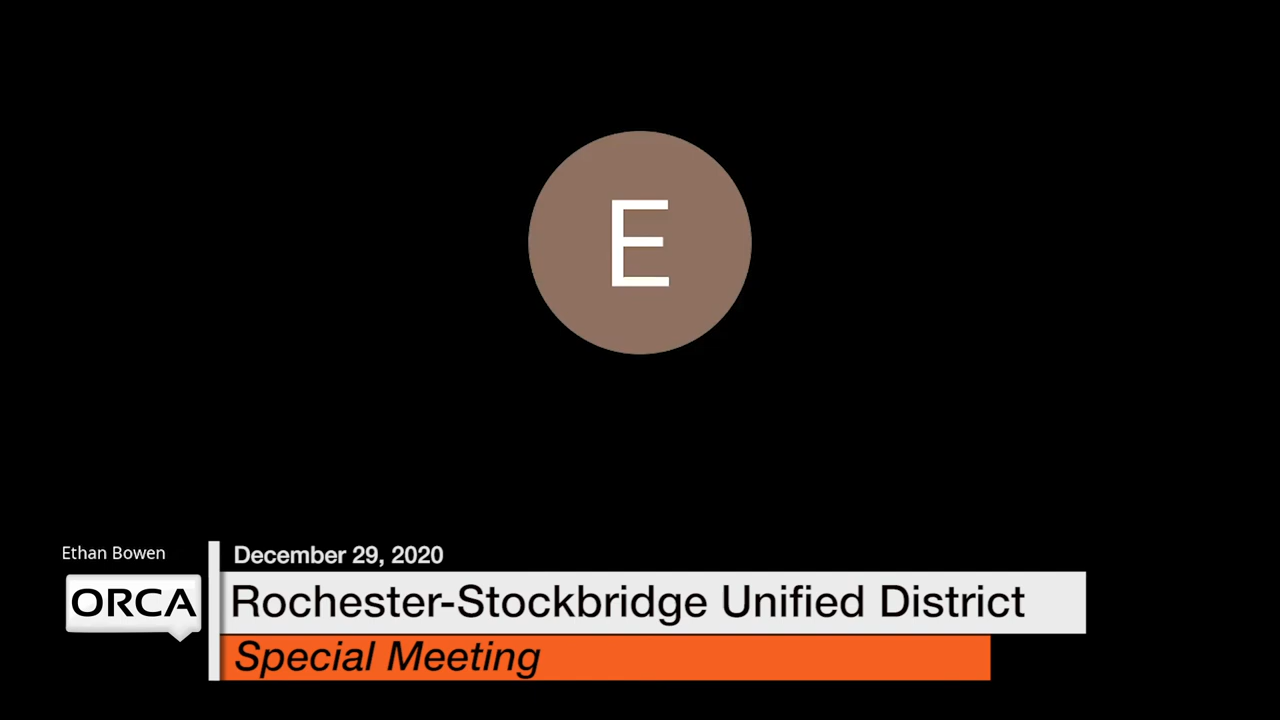 E
Ethan Bowen
December 29, 2020
ORCA
Rochester-Stockbridge Unified District
Special Meeting